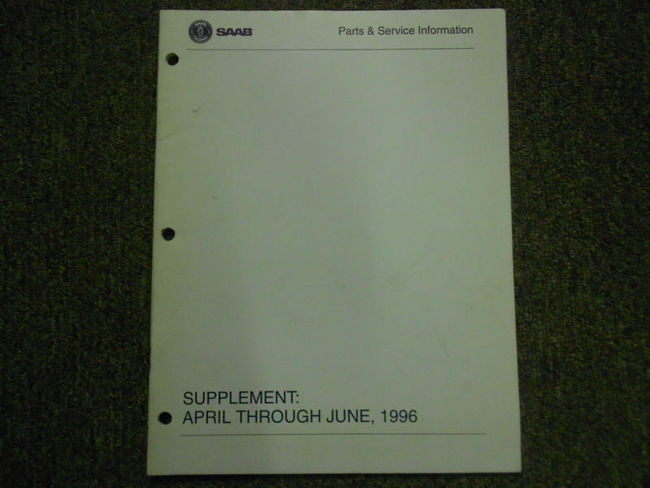 SAAB
Parts & Service Information
SUPPLEMENT:
APRIL THROUGH JUNE, 1996